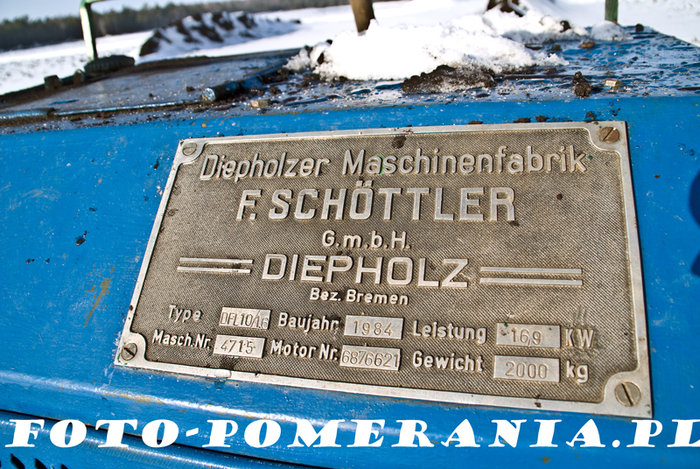 Diepholzer Maschinenfabrik
F. SCHÖTTLER
G.m.b.H.
DIEPHOLZ
Bez. Bremen
Type Baujahr 1984 Leistung 169 KW
Masch.Nr. 4715 Motor Nr. 6876621 Gewicht 2000 kg
FOTO-POMERANIA.PL